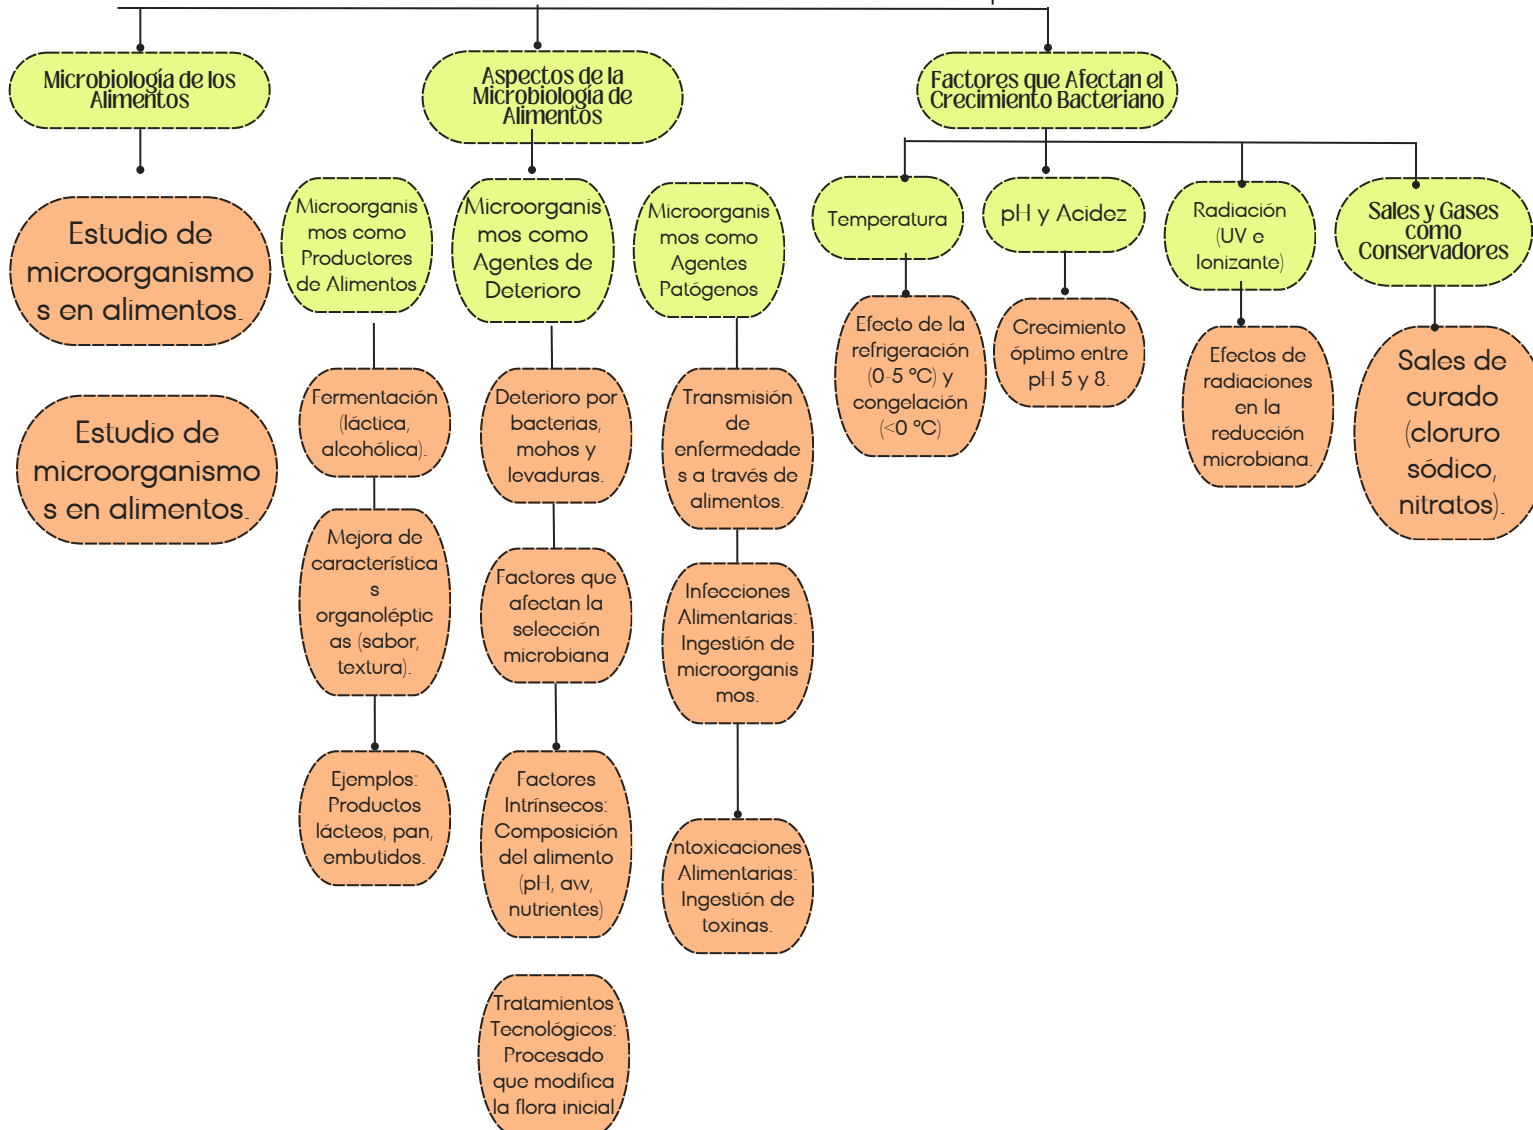 Microbiología de los
Alimentos
Aspectos de la
Microbiología de
Alimentos
Factores que Afectan el
Crecimiento Bacteriano
Estudio de
microorganismo
s en alimentos.
Estudio de
microorganismo
s en alimentos.
Microorganis
mos como
Productores
de Alimentos
Fermentación
(láctica,
alcohólica).
Mejora de
característica
s
organoléptic
as (sabor,
textura).
Ejemplos:
Productos
lácteos, pan,
embutidos.
Microorganis
mos como
Agentes de
Deterioro
Deterioro por
bacterias,
mohos y
levaduras.
Factores que
afectan la
selección
microbiana
Factores
Intrínsecos:
Composición
del alimento
(pH, aw,
nutrientes)
Tratamientos
Tecnológicos:
Procesado
que modifica
la flora inicial
Microorganis
mos como
Agentes
Patógenos
Transmisión
de
enfermedade
s a través de
alimentos.
Infecciones
Alimentarias:
Ingestión de
microorganis
mos.
ntoxicaciones
Alimentarias:
Ingestión de
toxinas.
Temperatura
Efecto de la
refrigeración
(0-5 °C) y
congelación
(<0 °C)
pH y Acidez
Crecimiento
óptimo entre
pH 5 y 8.
Radiación
(UV e
Ionizante)
Efectos de
radiaciones
en la
reducción
microbiana.
Sales y Gases
como
Conservadores
Sales de
curado
(cloruro
sódico,
nitratos).